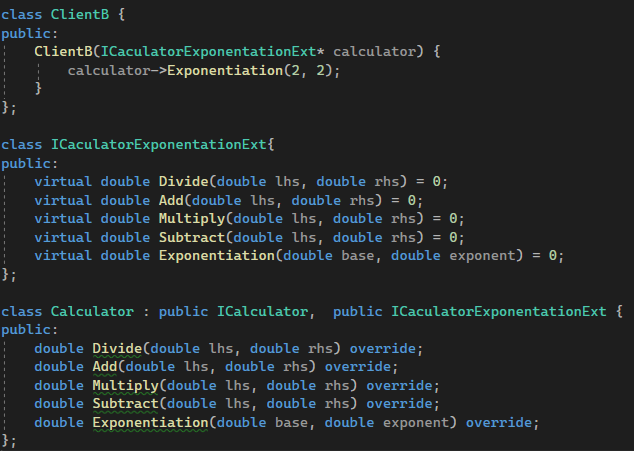 class ClientB {
public:
    ClientB(ICaculatorExponentationExt* calculator) {
        calculator->Exponentiation(2, 2);
    }
};

class ICaculatorExponentationExt{
public:
    virtual double Divide(double lhs, double rhs) = 0;
    virtual double Add(double lhs, double rhs) = 0;
    virtual double Multiply(double lhs, double rhs) = 0;
    virtual double Subtract(double lhs, double rhs) = 0;
    virtual double Exponentiation(double base, double exponent) = 0;
};

class Calculator : public ICalculator,  public ICaculatorExponentationExt {
public:
    double Divide(double lhs, double rhs) override;
    double Add(double lhs, double rhs) override;
    double Multiply(double lhs, double rhs) override;
    double Subtract(double lhs, double rhs) override;
    double Exponentiation(double base, double exponent) override;
};